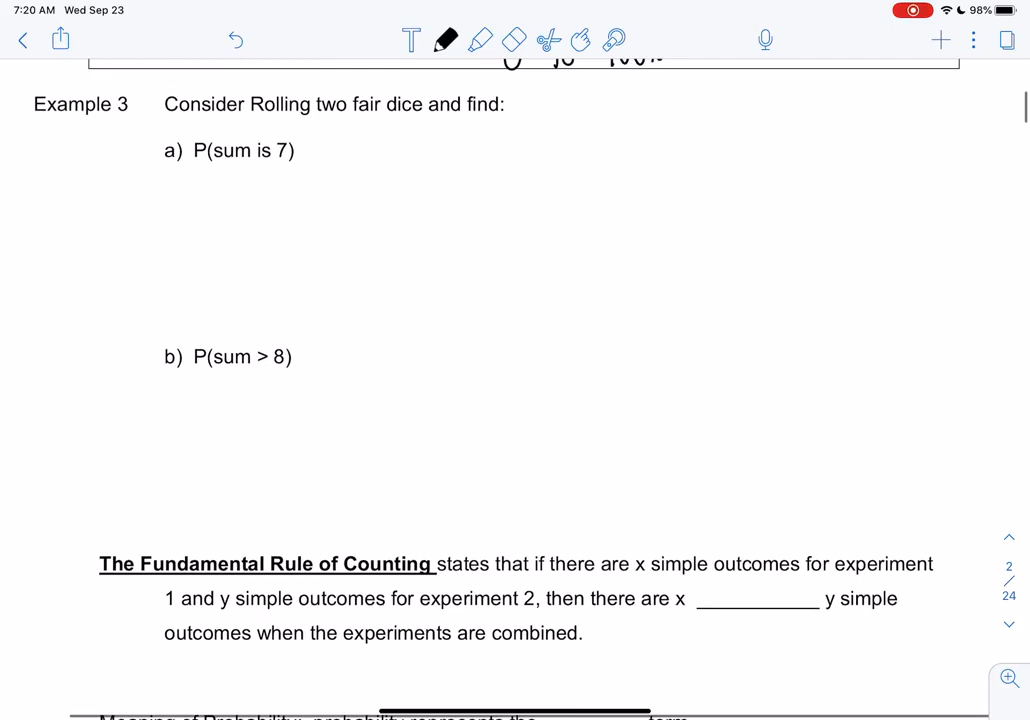 7:20 AM Wed Sep 23
98%
Example 3 Consider Rolling two fair dice and find:
a) P(sum is 7)
b) P(sum > 8)
The Fundamental Rule of Counting states that if there are x simple outcomes for experiment
1 and y simple outcomes for experiment 2, then there are x ___________ y simple
outcomes when the experiments are combined.
2
/
24